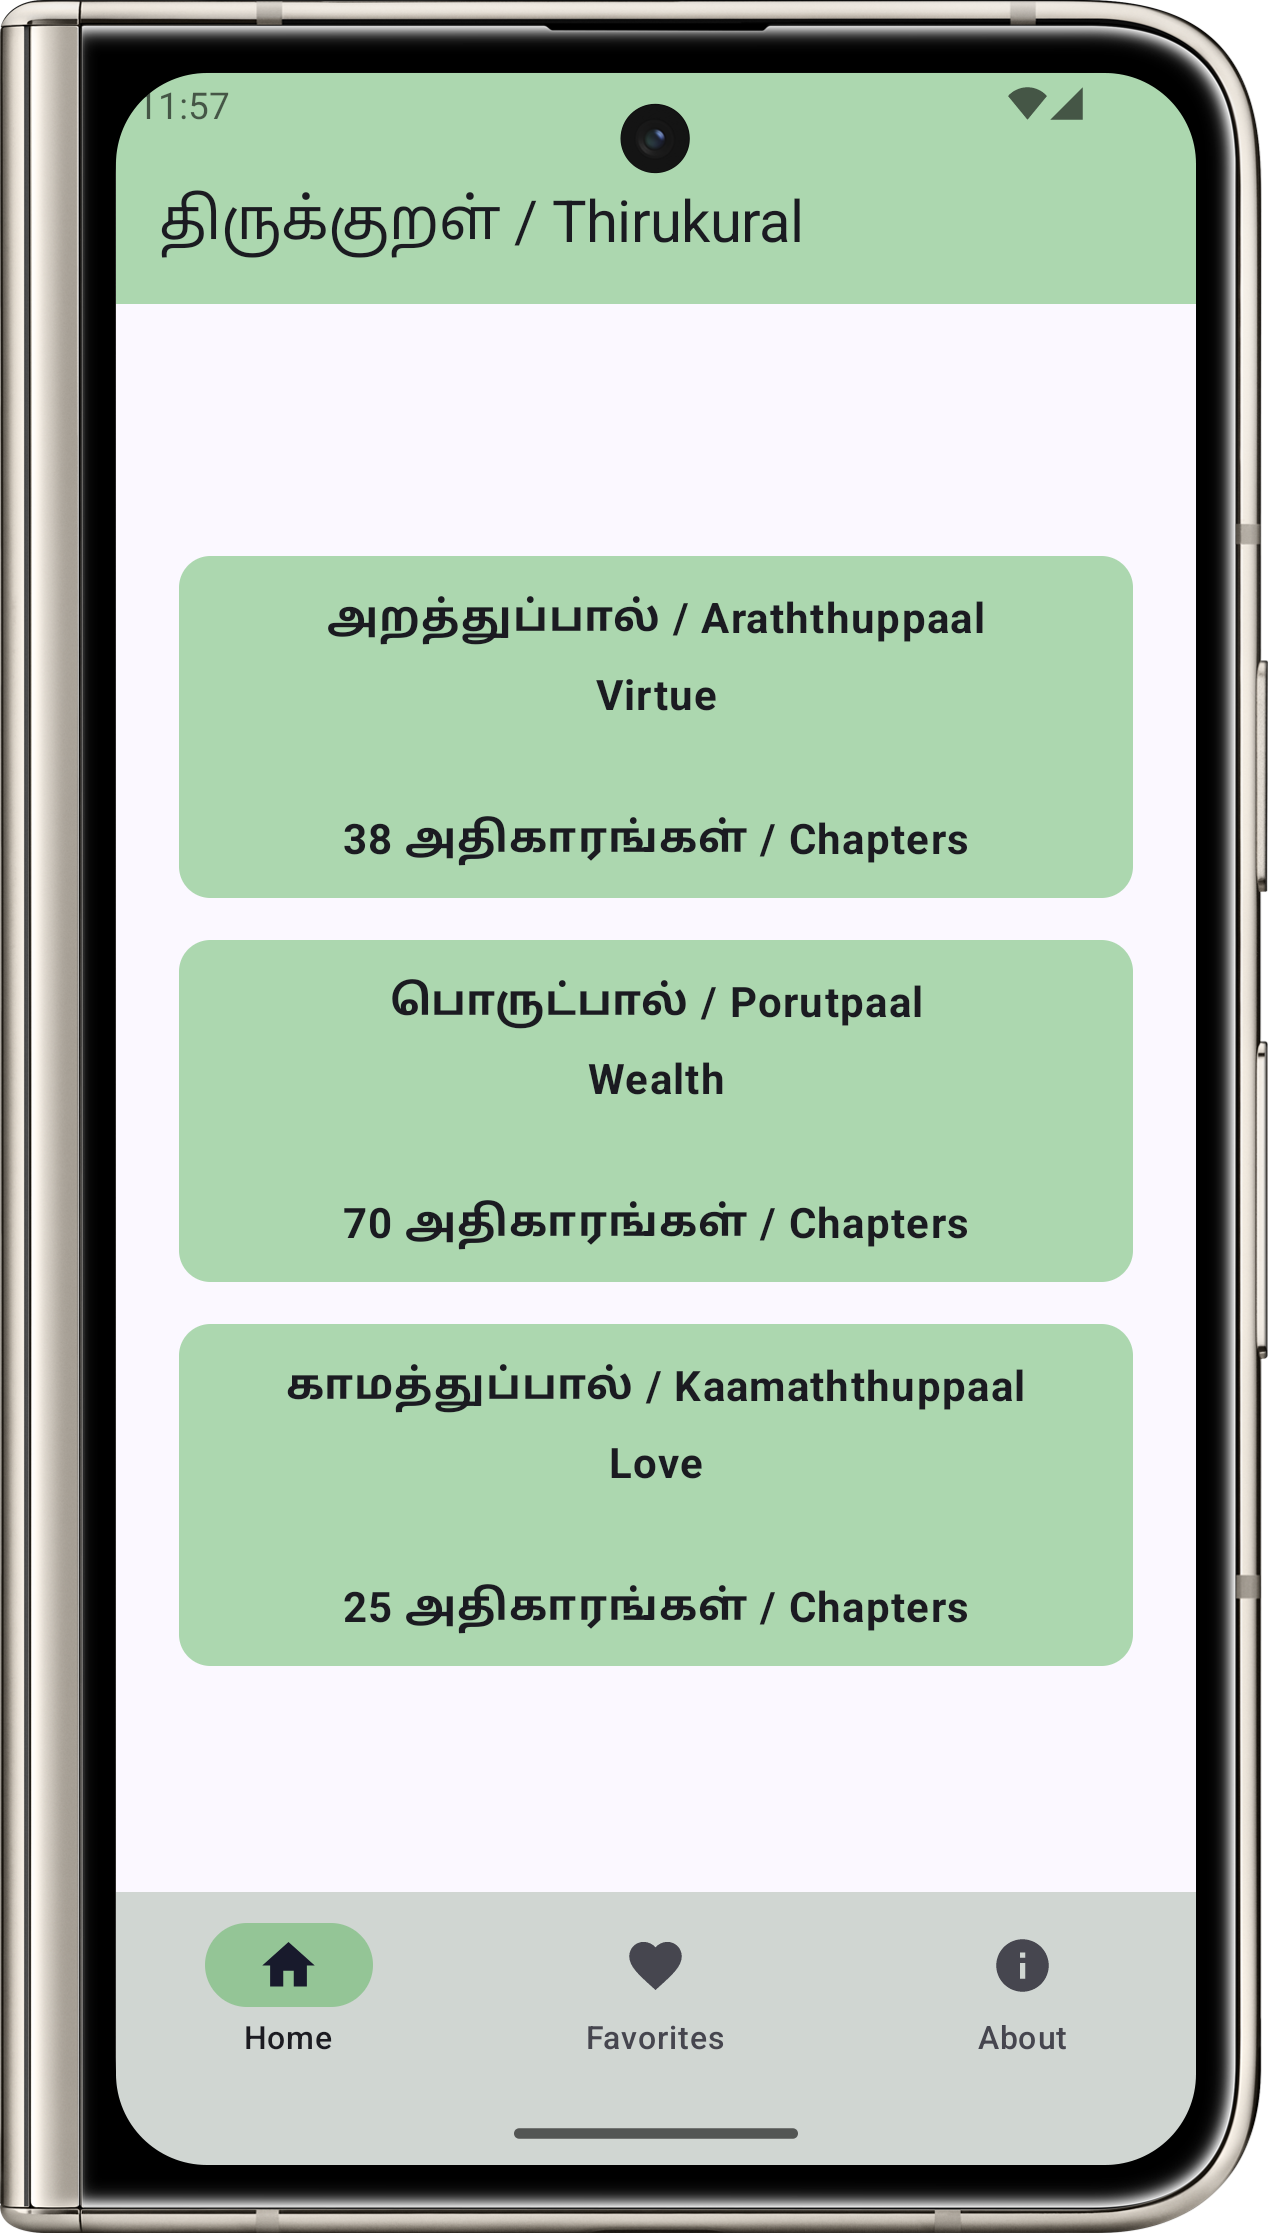 11:57
திருக்குறள் / Thirukural
அறத்துப்பால் / Araththuppaal
Virtue
38 அதிகாரங்கள் / Chapters
பொருட்பால் / Porutpaal
Wealth
70 அதிகாரங்கள் / Chapters
காமத்துப்பால் / Kaamaththuppaal
Love
25 அதிகாரங்கள் / Chapters
Home
Favorites
About